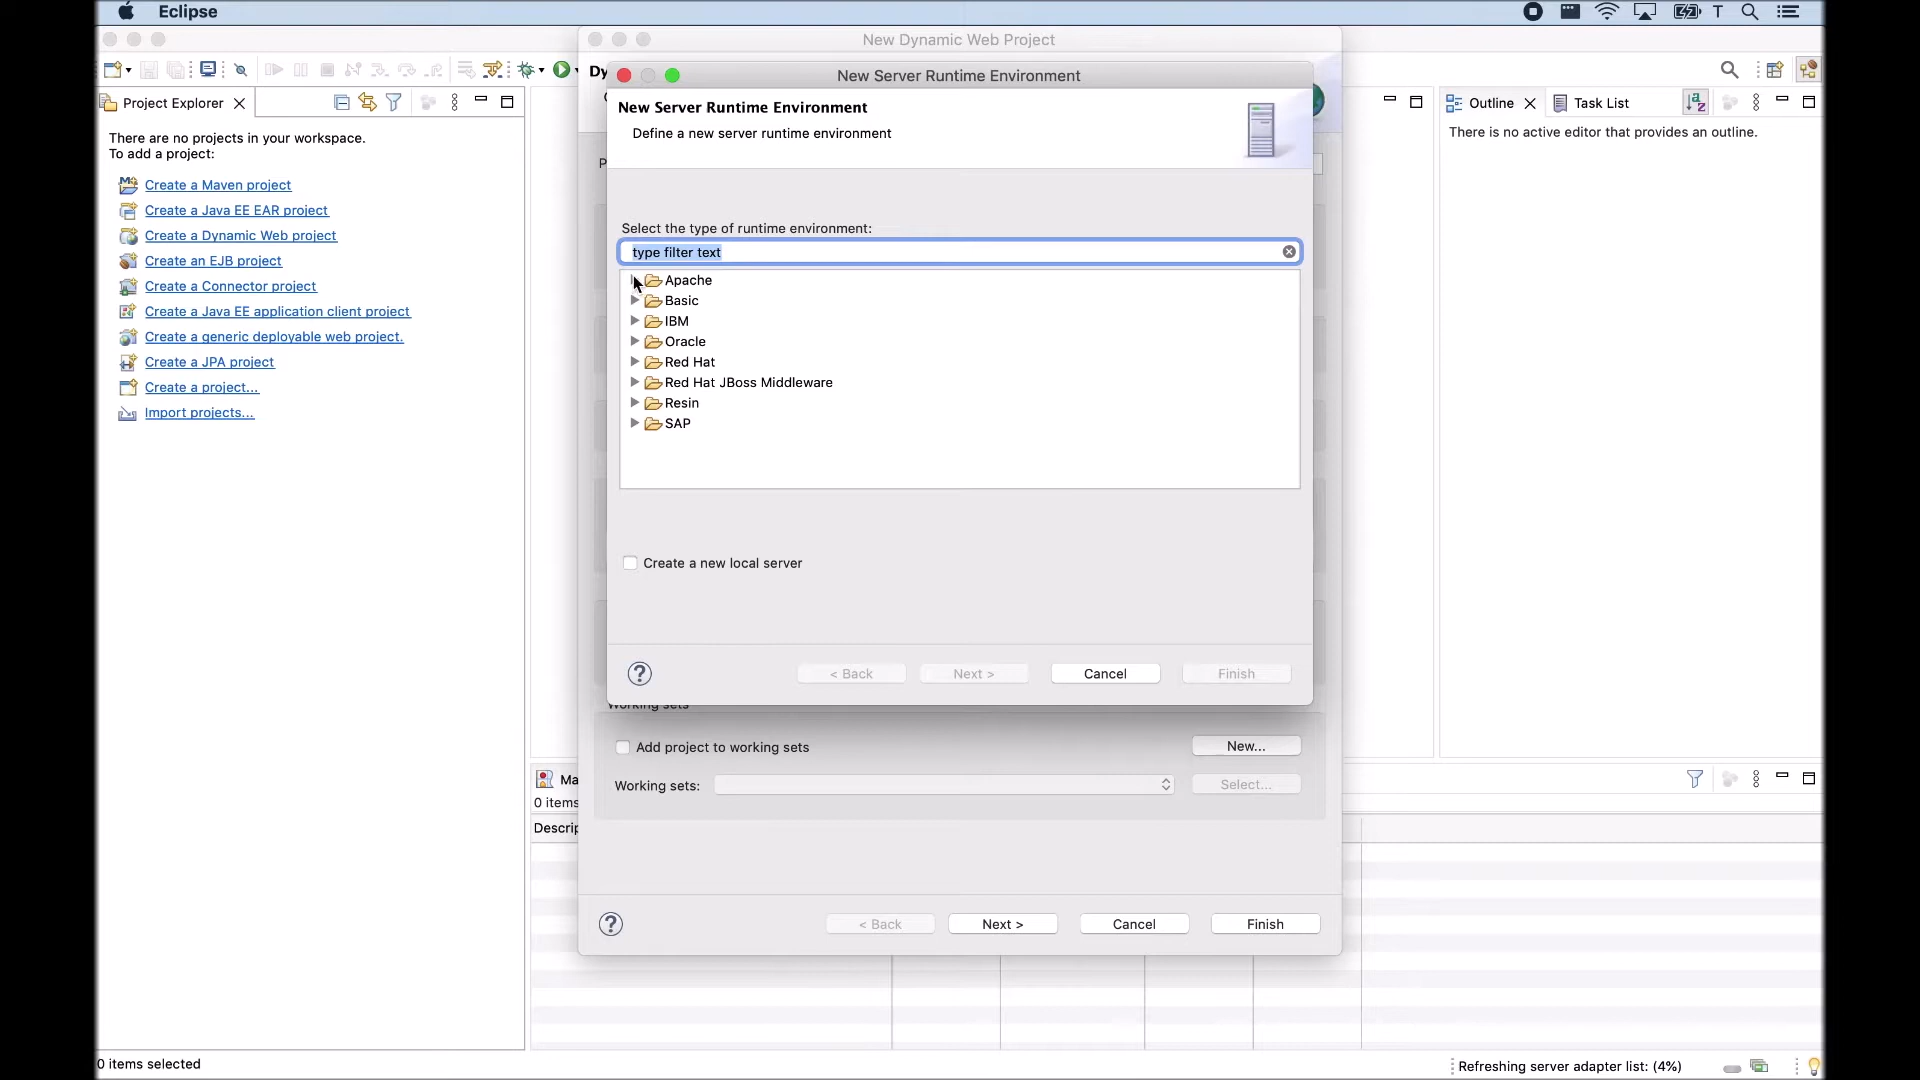 Eclipse
T
New Dynamic Web Project
Dy
New Server Runtime Environment
Project Explorer
There are no projects in your workspace.
To add a project:
Create a Maven project
Create a Java EE EAR project
Create a Dynamic Web project
Create an EJB project
Create a Connector project
Create a Java EE application client project
Create a generic deployable web project.
Create a JPA project
Create a project...
Import projects...
New Server Runtime Environment
Define a new server runtime environment
P
Select the type of runtime environment:
type filter text
Apache
Basic
IBM
Oracle
Red Hat
Red Hat JBoss Middleware
Resin
SAP
Create a new local server
?
< Back
Next >
Cancel
Finish
Working sets
Add project to working sets
New...
Working sets:
Select...
?
< Back
Next >
Cancel
Finish
Outline
Task List
There is no active editor that provides an outline.
Ma
0 items
Descrip
0 items selected
Refreshing server adapter list: (4%)